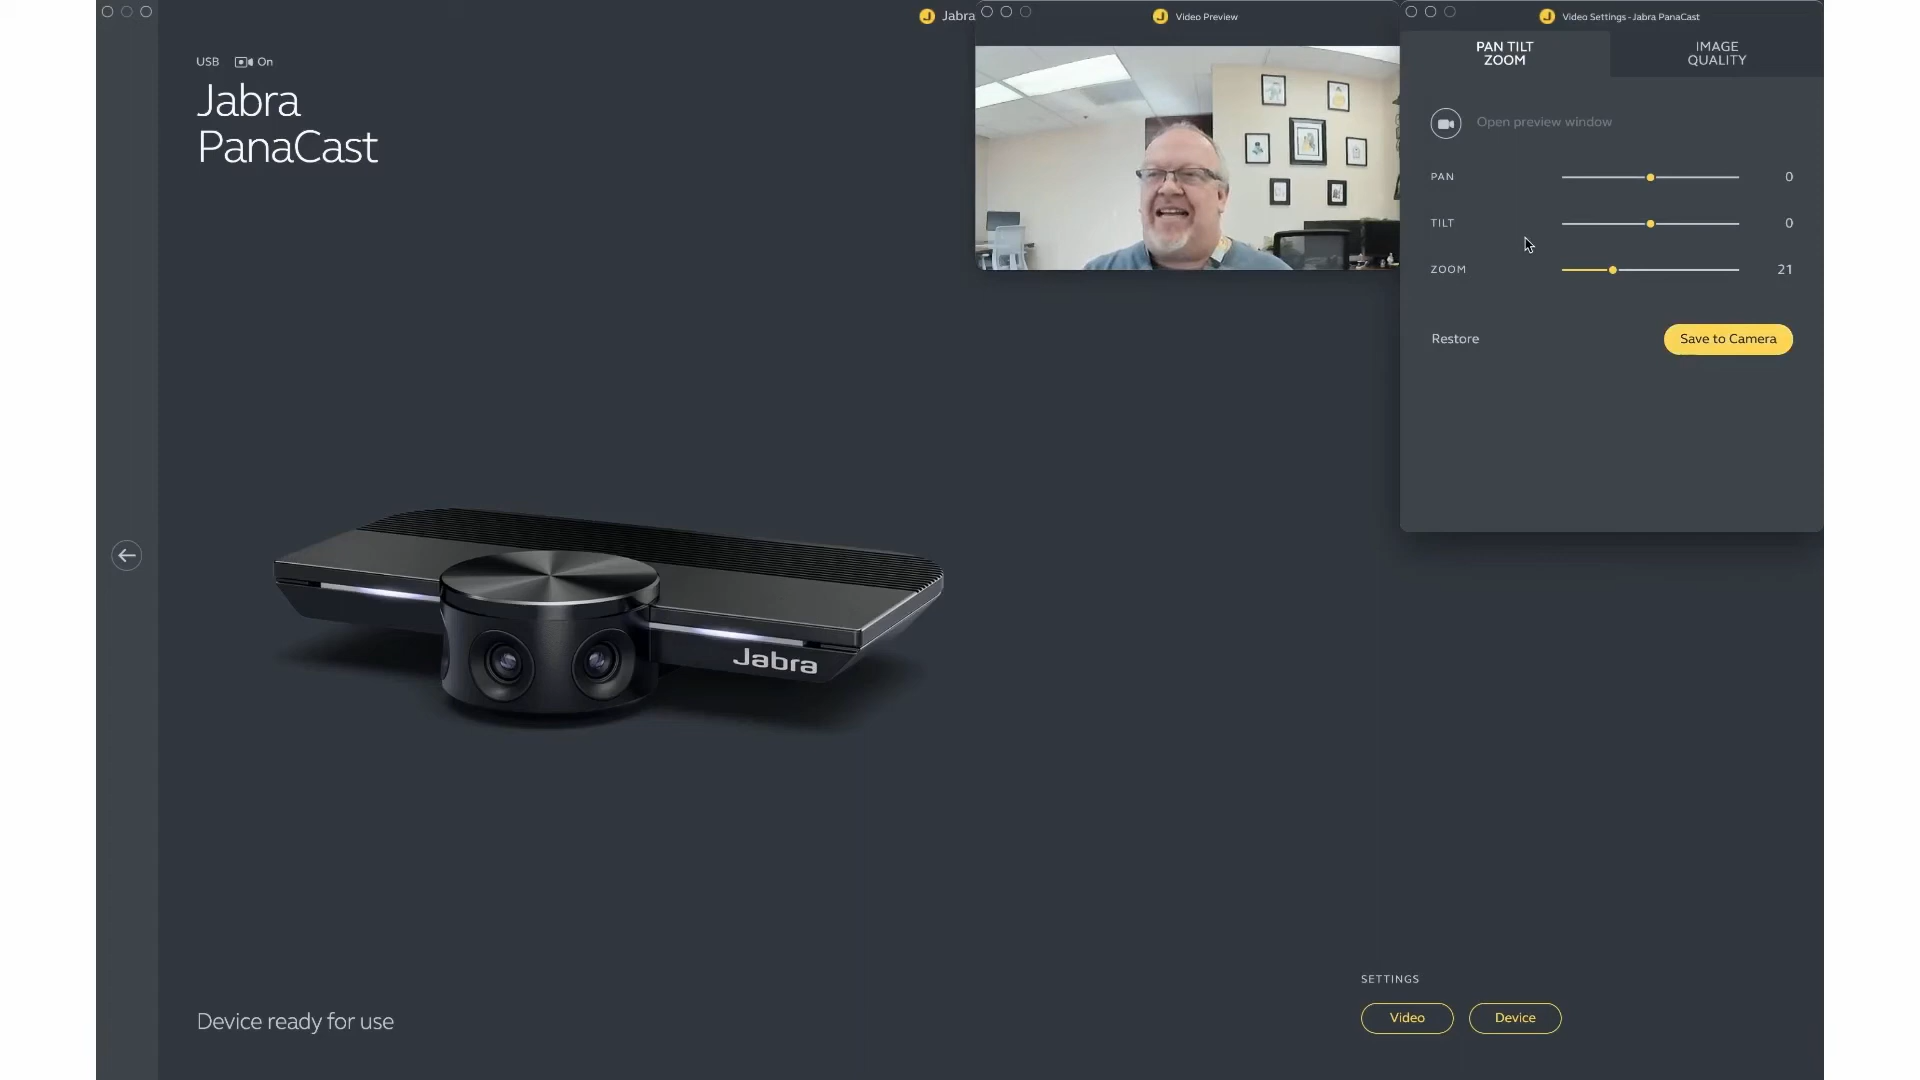 Jabra
Video Preview
Video Settings - Jabra PanaCast
USB
On
Jabra
PanaCast
PAN TILT
ZOOM
IMAGE
QUALITY
Open preview window
PAN
0
TILT
0
ZOOM
21
Restore
Save to Camera
Jabra
SETTINGS
Video
Device
Device ready for use